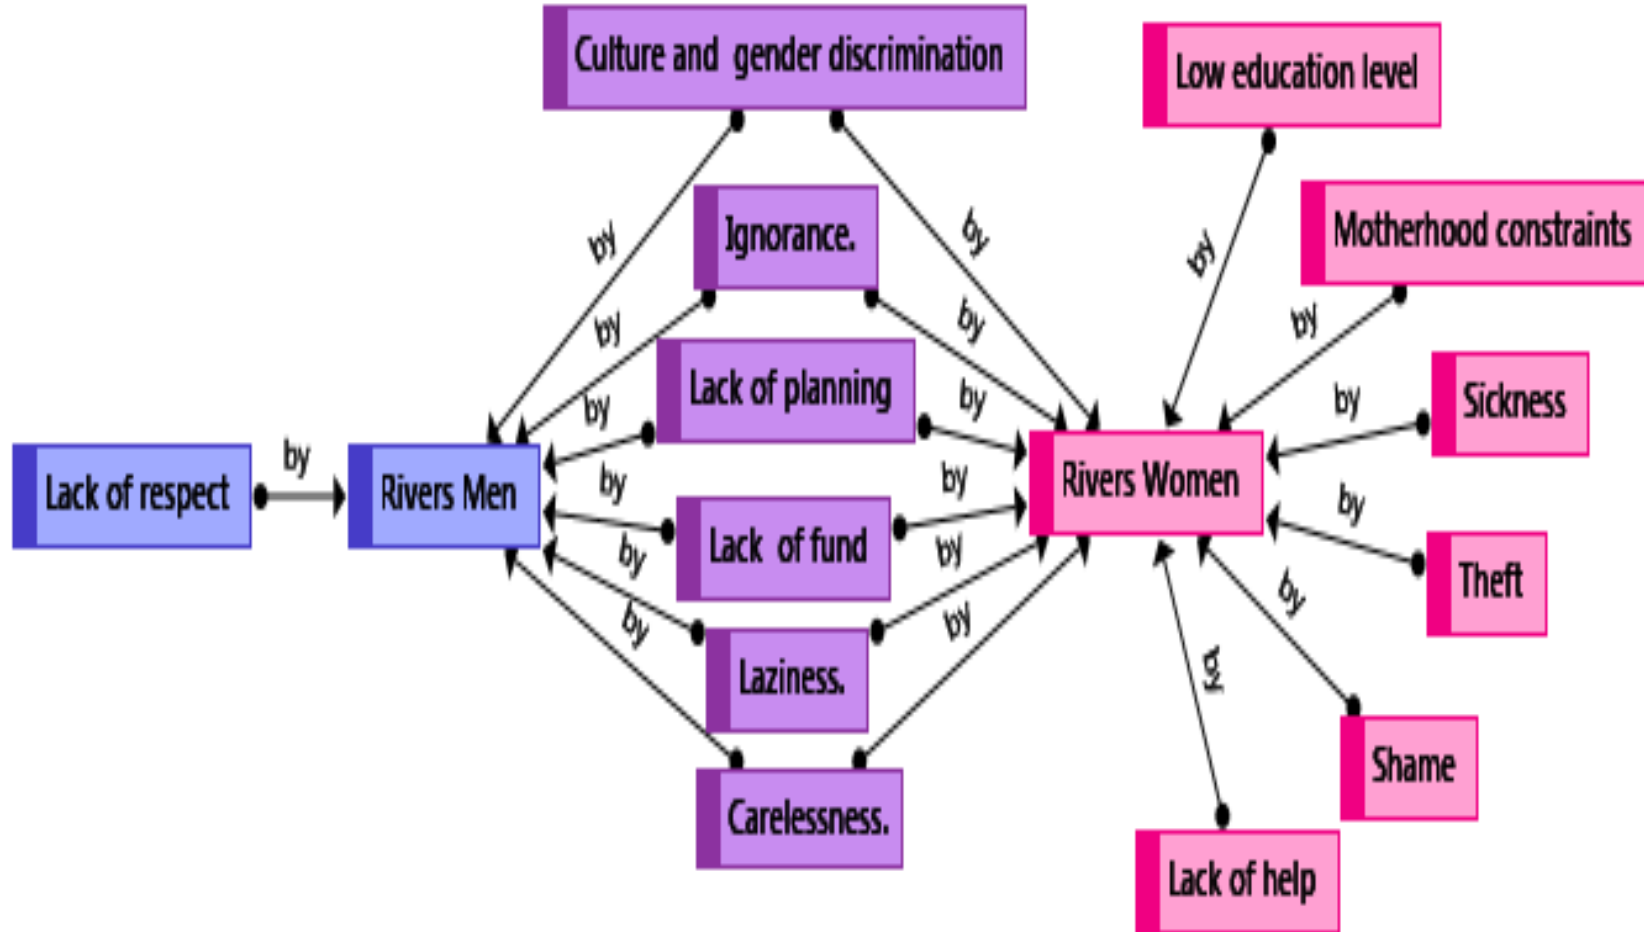 Culture and gender discrimination
Low education level
Ignorance.
Motherhood constraints
by
by
by
by
by
by
Lack of planning
by
by
by
Sickness
Lack of respect
by
Rivers Men
by
by
Rivers Women
by
Lack of fund
by
by
Theft
by
by
by
by
Laziness.
Shame
Carelessness.
Lack of help